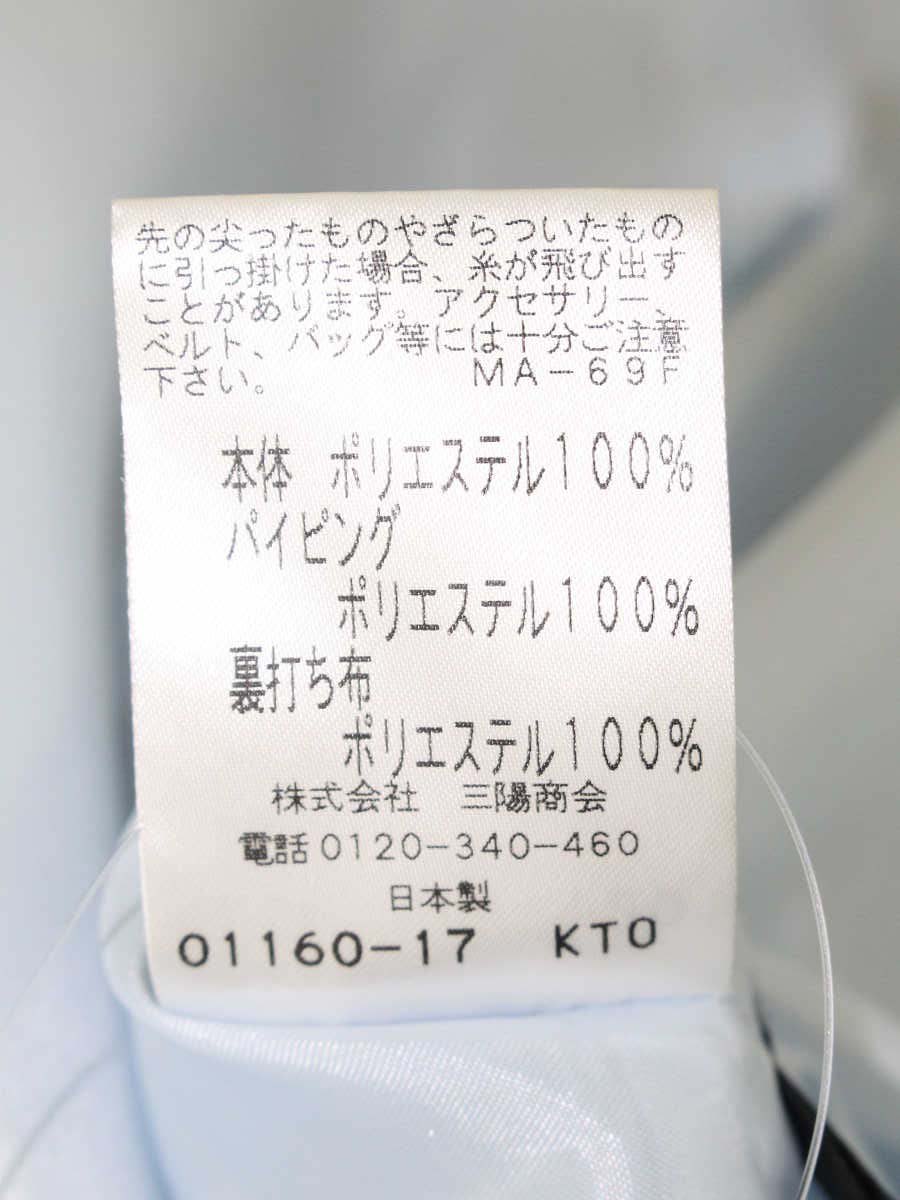 先の尖ったものやざらついたもの
に引っ掛けた場合、糸が飛び出す
ことがあります。アクセサリー、
ベルト、バッグ等には十分ご注意
下さい。 MA-69F
本体 ポリエステル100%
パイピング
ポリエステル100%
裏打ち布
ポリエステル100%
株式会社 三陽商会
電話0120-340-460
日本製
01160-17 KTO